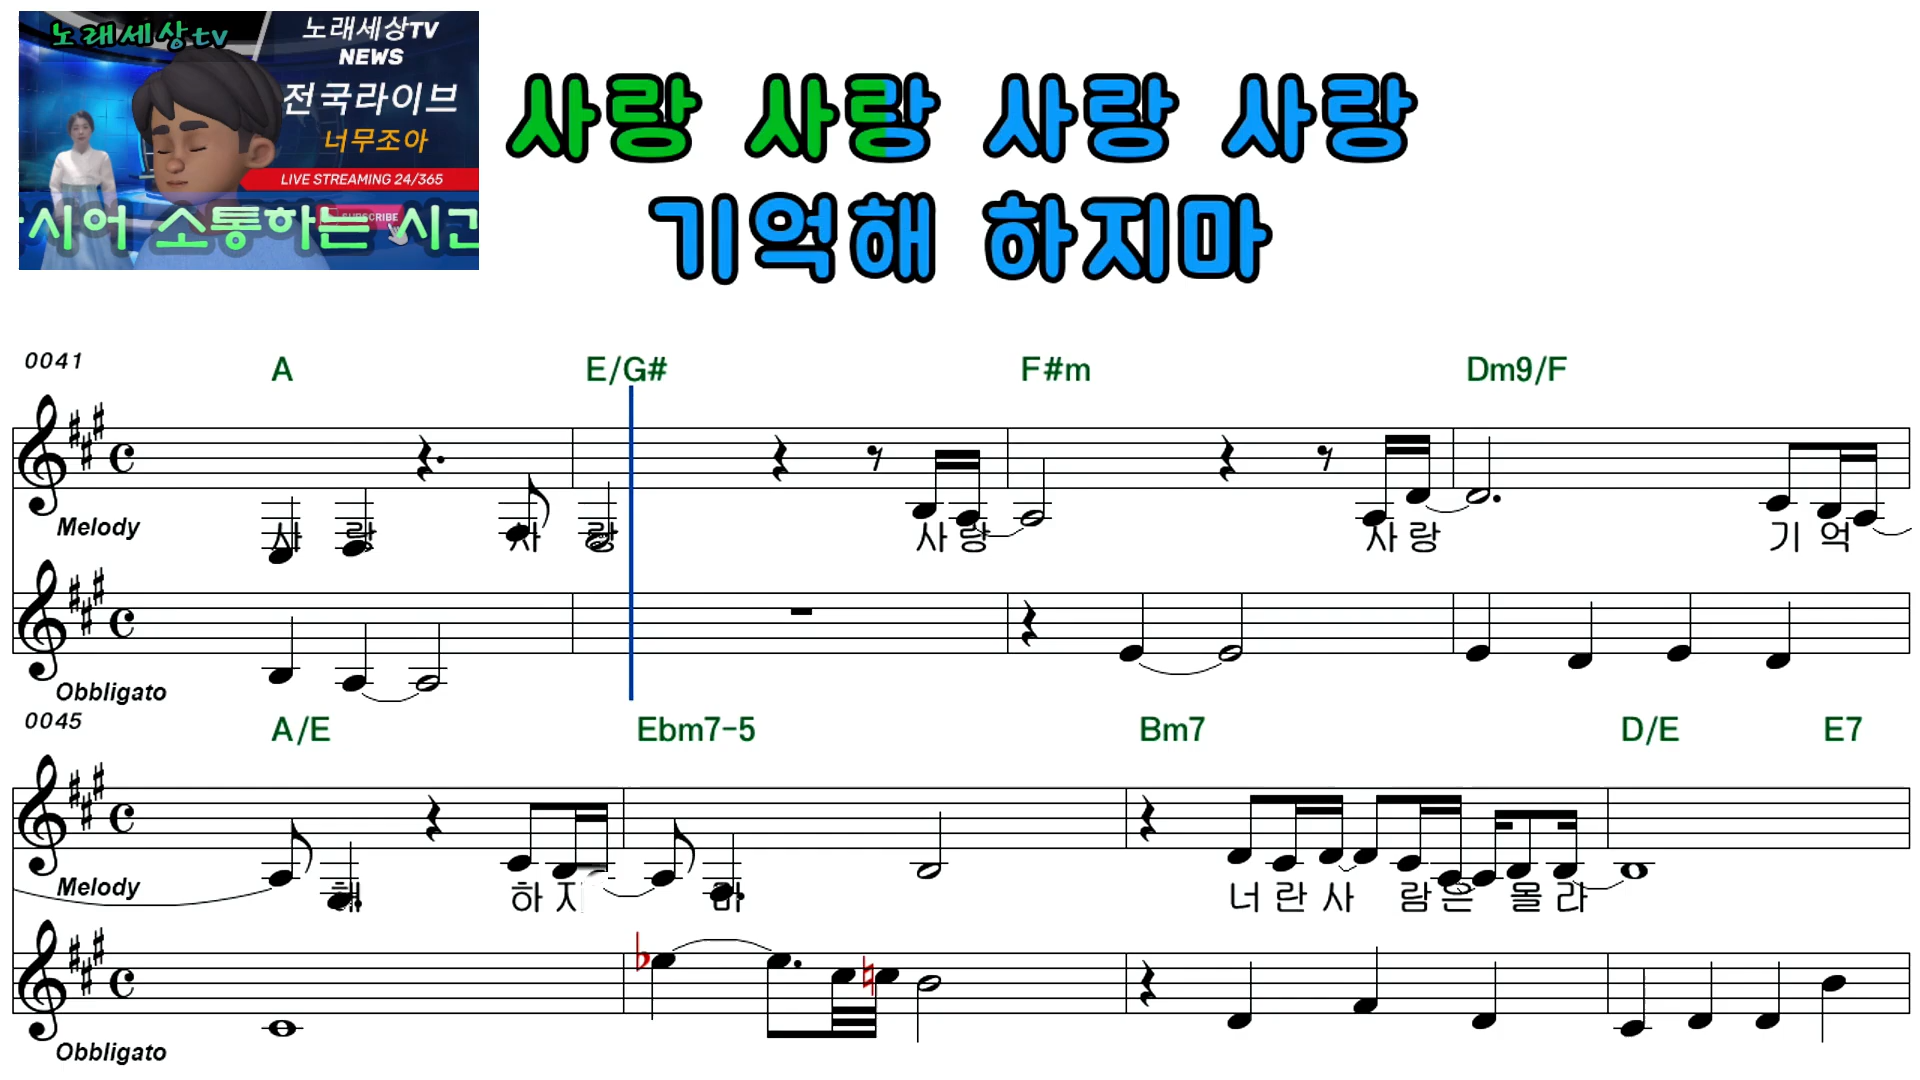 노래세상tv
노래세상TV
NEWS
전국라이브
너무조아
LIVE STREAMING 24/365
SUBSCRIBE
시어 소통하는 시간
사랑 사랑 사랑 사랑
기억해 하지마
0041
A E/G# F#m Dm9/F
Melody
사 랑 사 랑 사 랑 사 랑 기 억
Obbligato
0045
A/E Ebm7-5 Bm7 D/E E7
Melody
해 하 지 마 너 란 사 람 은 몰 라
Obbligato